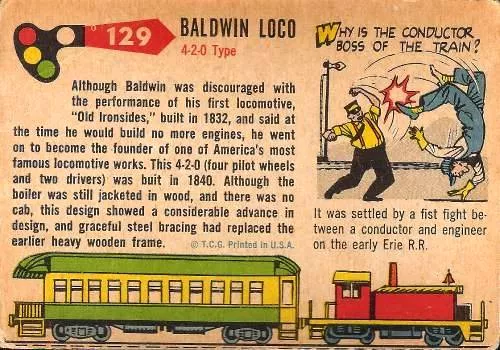 129
BALDWIN LOCO
4-2-0 Type
Although Baldwin was discouraged with
the performance of his first locomotive,
"Old Ironsides," built in 1832, and said at
the time he would build no more engines, he went
on to become the founder of one of America's most
famous locomotive works. This 4-2-0 (four pilot wheels
and two drivers) was buit in 1840. Although the
boiler was still jacketed in wood, and there was no
cab, this design showed a considerable advance in
design, and graceful steel bracing had replaced the
earlier heavy wooden frame.
© T.C.G. Printed in U.S.A.
WHY IS THE CONDUCTOR
BOSS OF THE TRAIN?
It was settled by a fist fight be-
tween a conductor and engineer
on the early Erie R.R.